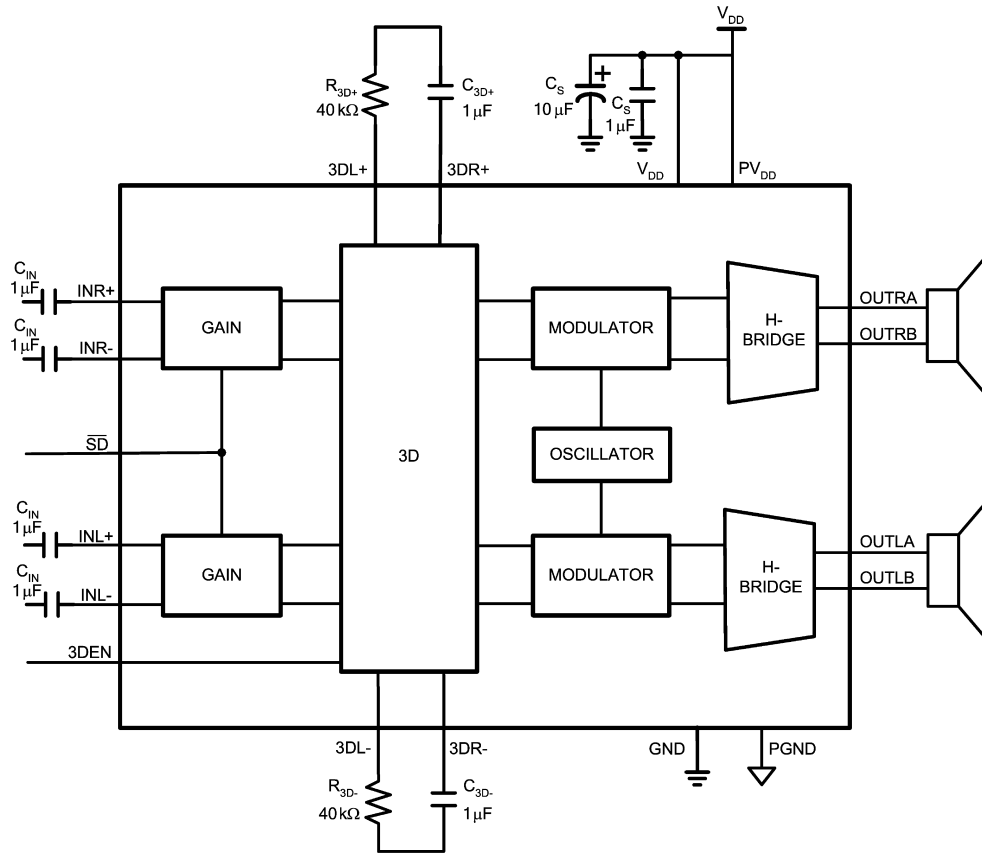 V_DD
R_3D+
40 kΩ
C_3D+
1 µF
C_S
10 µF
+
C_S
1 µF
3DL+
3DR+
V_DD
PV_DD
C_IN
1 µF
INR+
C_IN
1 µF
INR-
GAIN
MODULATOR
H-
BRIDGE
OUTRA
OUTRB
S̅D̅
3D
OSCILLATOR
C_IN
1 µF
INL+
C_IN
1 µF
INL-
GAIN
MODULATOR
H-
BRIDGE
OUTLA
OUTLB
3DEN
3DL-
3DR-
GND
PGND
R_3D-
40 kΩ
C_3D-
1 µF